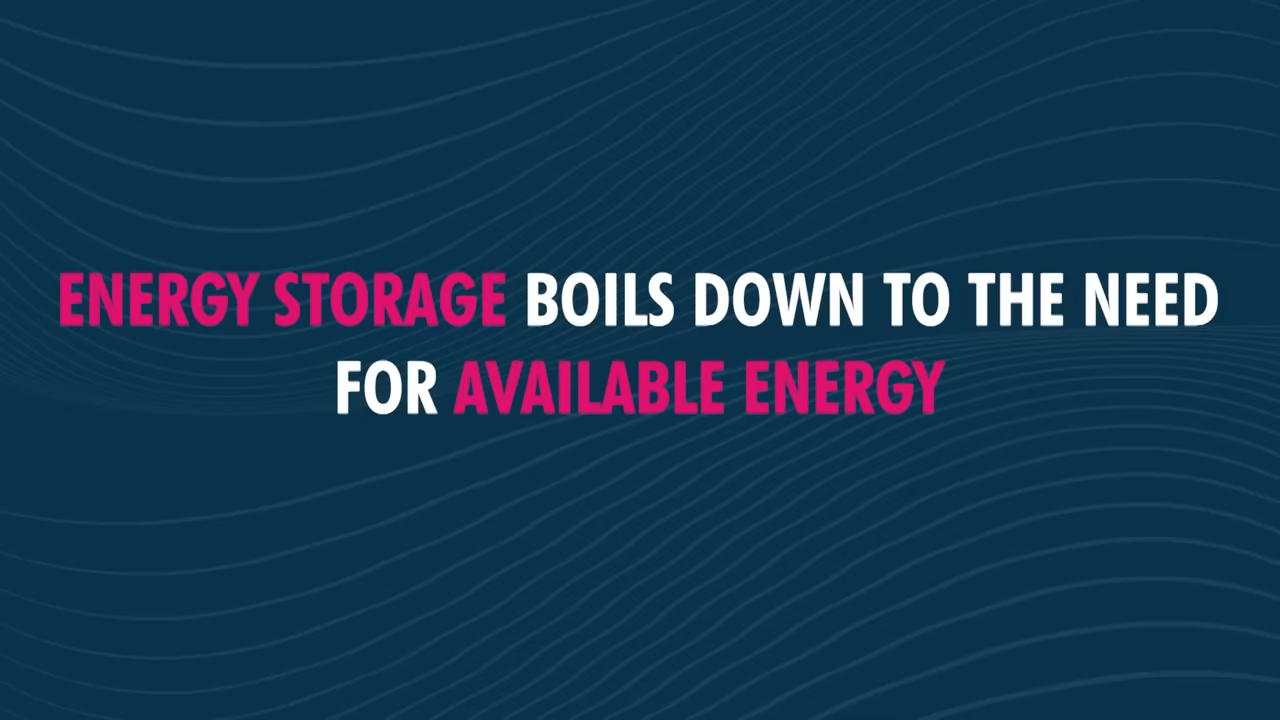 ENERGY STORAGE BOILS DOWN TO THE NEED
FOR AVAILABLE ENERGY